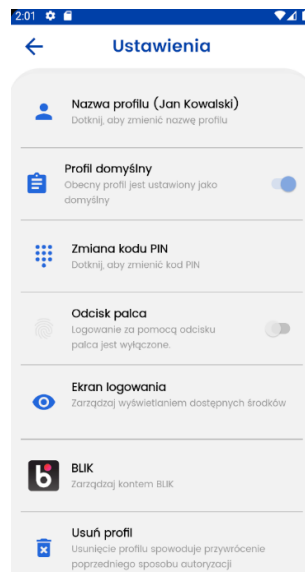 2:01
Ustawienia
Nazwa profilu (Jan Kowalski)
Dotknij, aby zmienić nazwę profilu
Profil domyślny
Obecny profil jest ustawiony jako
domyślny
Zmiana kodu PIN
Dotknij, aby zmienić kod PIN
Odcisk palca
Logowanie za pomocą odcisku
palca jest wyłączone.
Ekran logowania
Zarządzaj wyświetlaniem dostępnych środków
BLIK
Zarządzaj kontem BLIK
Usuń profil
Usunięcie profilu spowoduje przywrócenie
poprzedniego sposobu autoryzacji